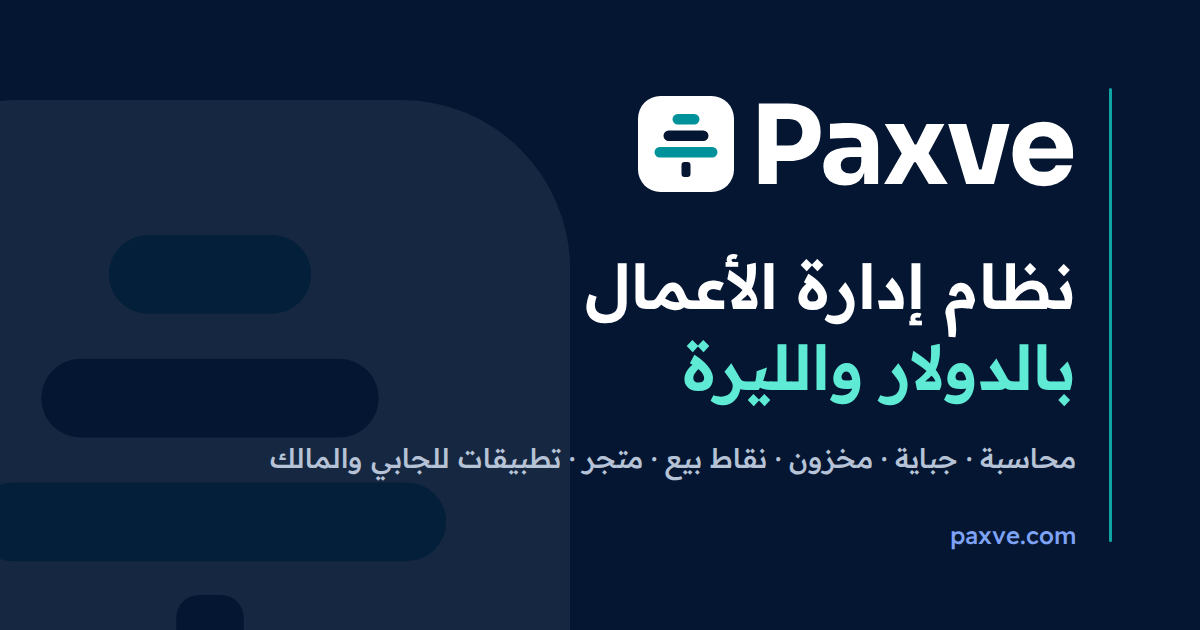 Paxve
نظام إدارة الأعمال
بالدولار والليرة
محاسبة · جباية · مخزون · نقاط بيع · متجر · تطبيقات للجابي والمالك
paxve.com